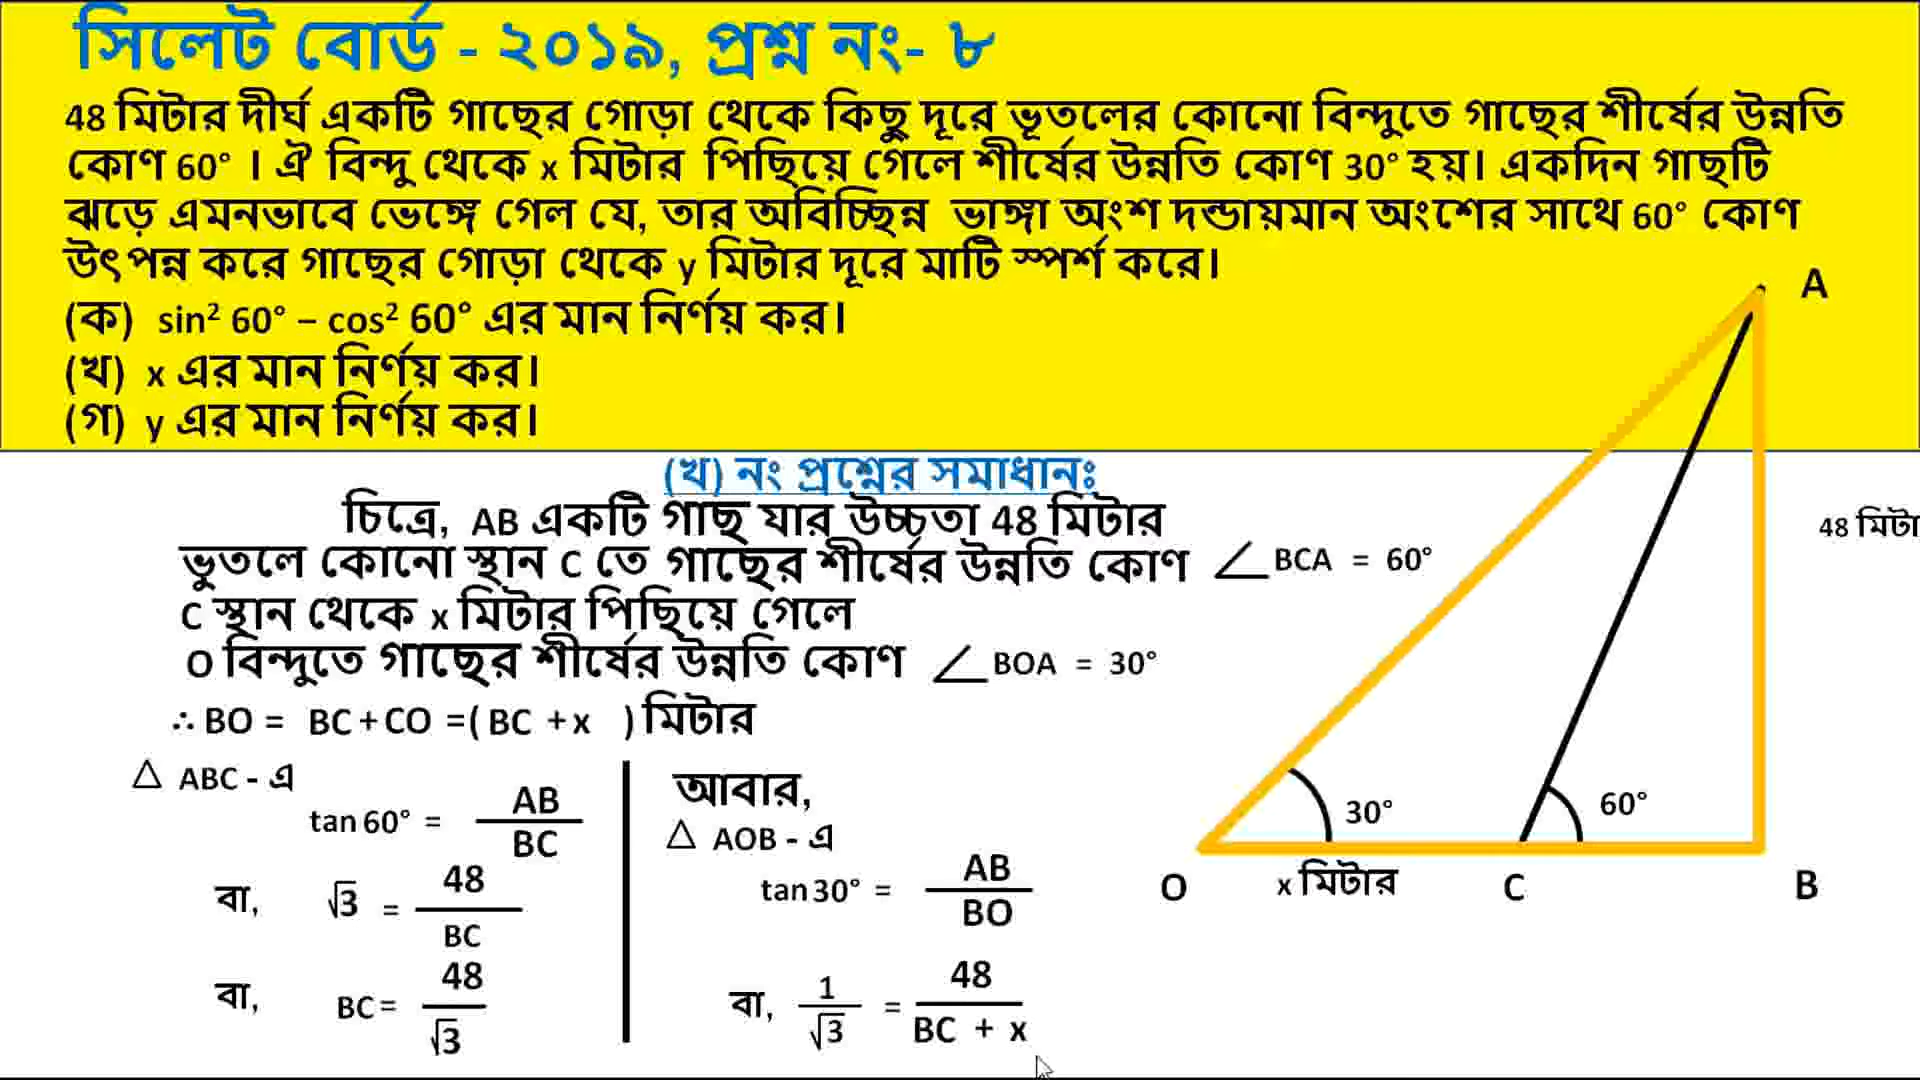 সিলেট বোর্ড - ২০১৯, প্রশ্ন নং- ৮
48 মিটার দীর্ঘ একটি গাছের গোড়া থেকে কিছু দূরে ভূতলের কোনো বিন্দুতে গাছের শীর্ষের উন্নতি
কোণ 60° । ঐ বিন্দু থেকে x মিটার পিছিয়ে গেলে শীর্ষের উন্নতি কোণ 30° হয়। একদিন গাছটি
ঝড়ে এমনভাবে ভেঙ্গে গেল যে, তার অবিচ্ছিন্ন ভাঙ্গা অংশ দন্ডায়মান অংশের সাথে 60° কোণ
উৎপন্ন করে গাছের গোড়া থেকে y মিটার দূরে মাটি স্পর্শ করে।
(ক) sin² 60° – cos² 60° এর মান নির্ণয় কর।
(খ) x এর মান নির্ণয় কর।
(গ) y এর মান নির্ণয় কর।
(খ) নং প্রশ্নের সমাধানঃ
চিত্রে, AB একটি গাছ যার উচ্চতা 48 মিটার
ভুতলে কোনো স্থান C তে গাছের শীর্ষের উন্নতি কোণ ∠BCA = 60°
C স্থান থেকে x মিটার পিছিয়ে গেলে
O বিন্দুতে গাছের শীর্ষের উন্নতি কোণ ∠BOA = 30°
∴ BO = BC + CO = ( BC + x ) মিটার
△ ABC - এ
tan 60° = AB / BC
বা, √3 = 48 / BC
বা, BC = 48 / √3
আবার,
△ AOB - এ
tan 30° = AB / BO
বা, 1 / √3 = 48 / BC + x
A
48 মিটা
30°
60°
O
x মিটার
C
B